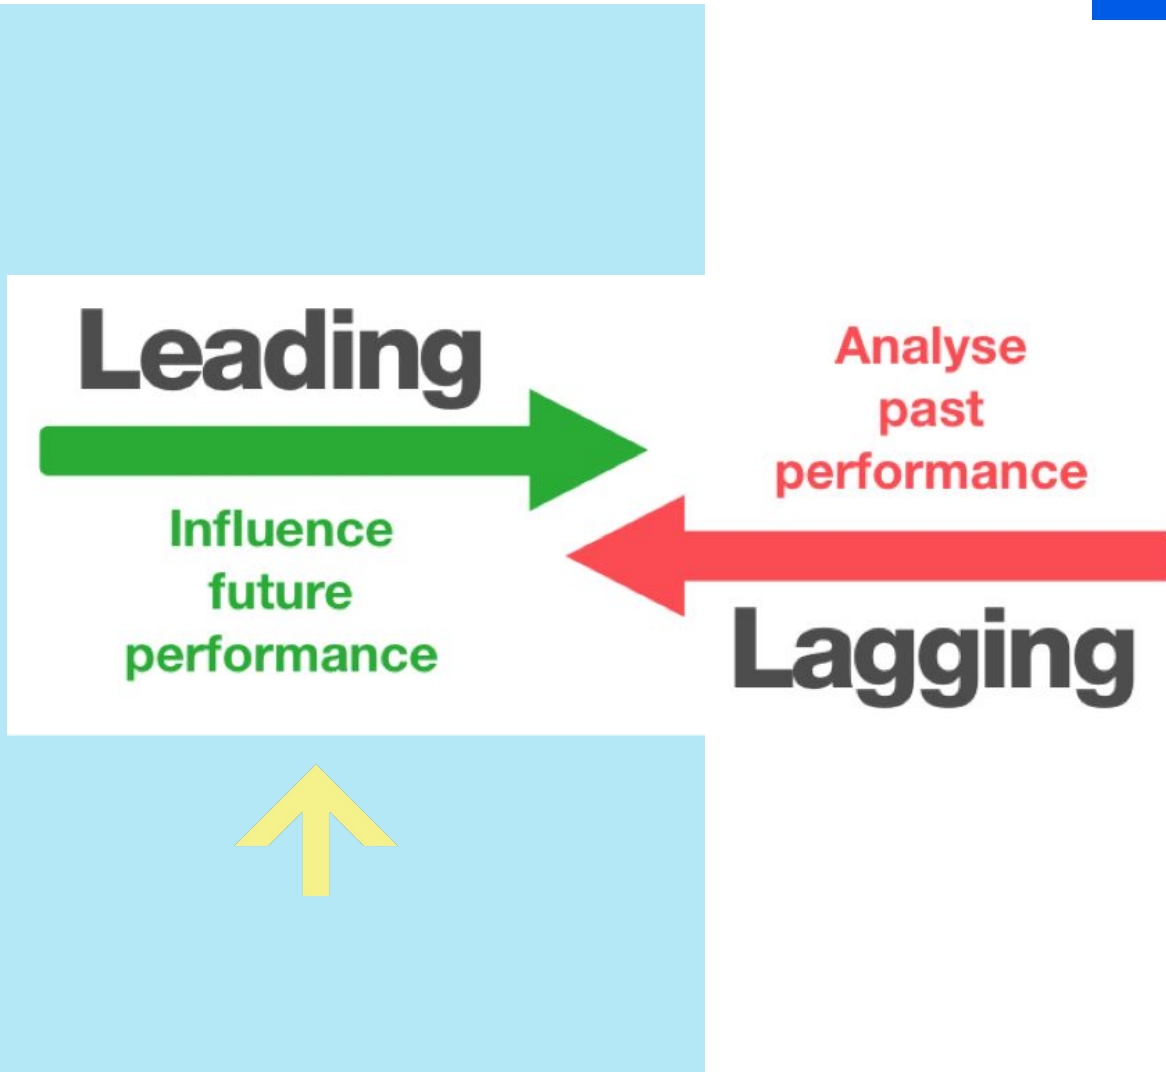 Leading
Influence
future
performance
Analyse
past
performance
Lagging